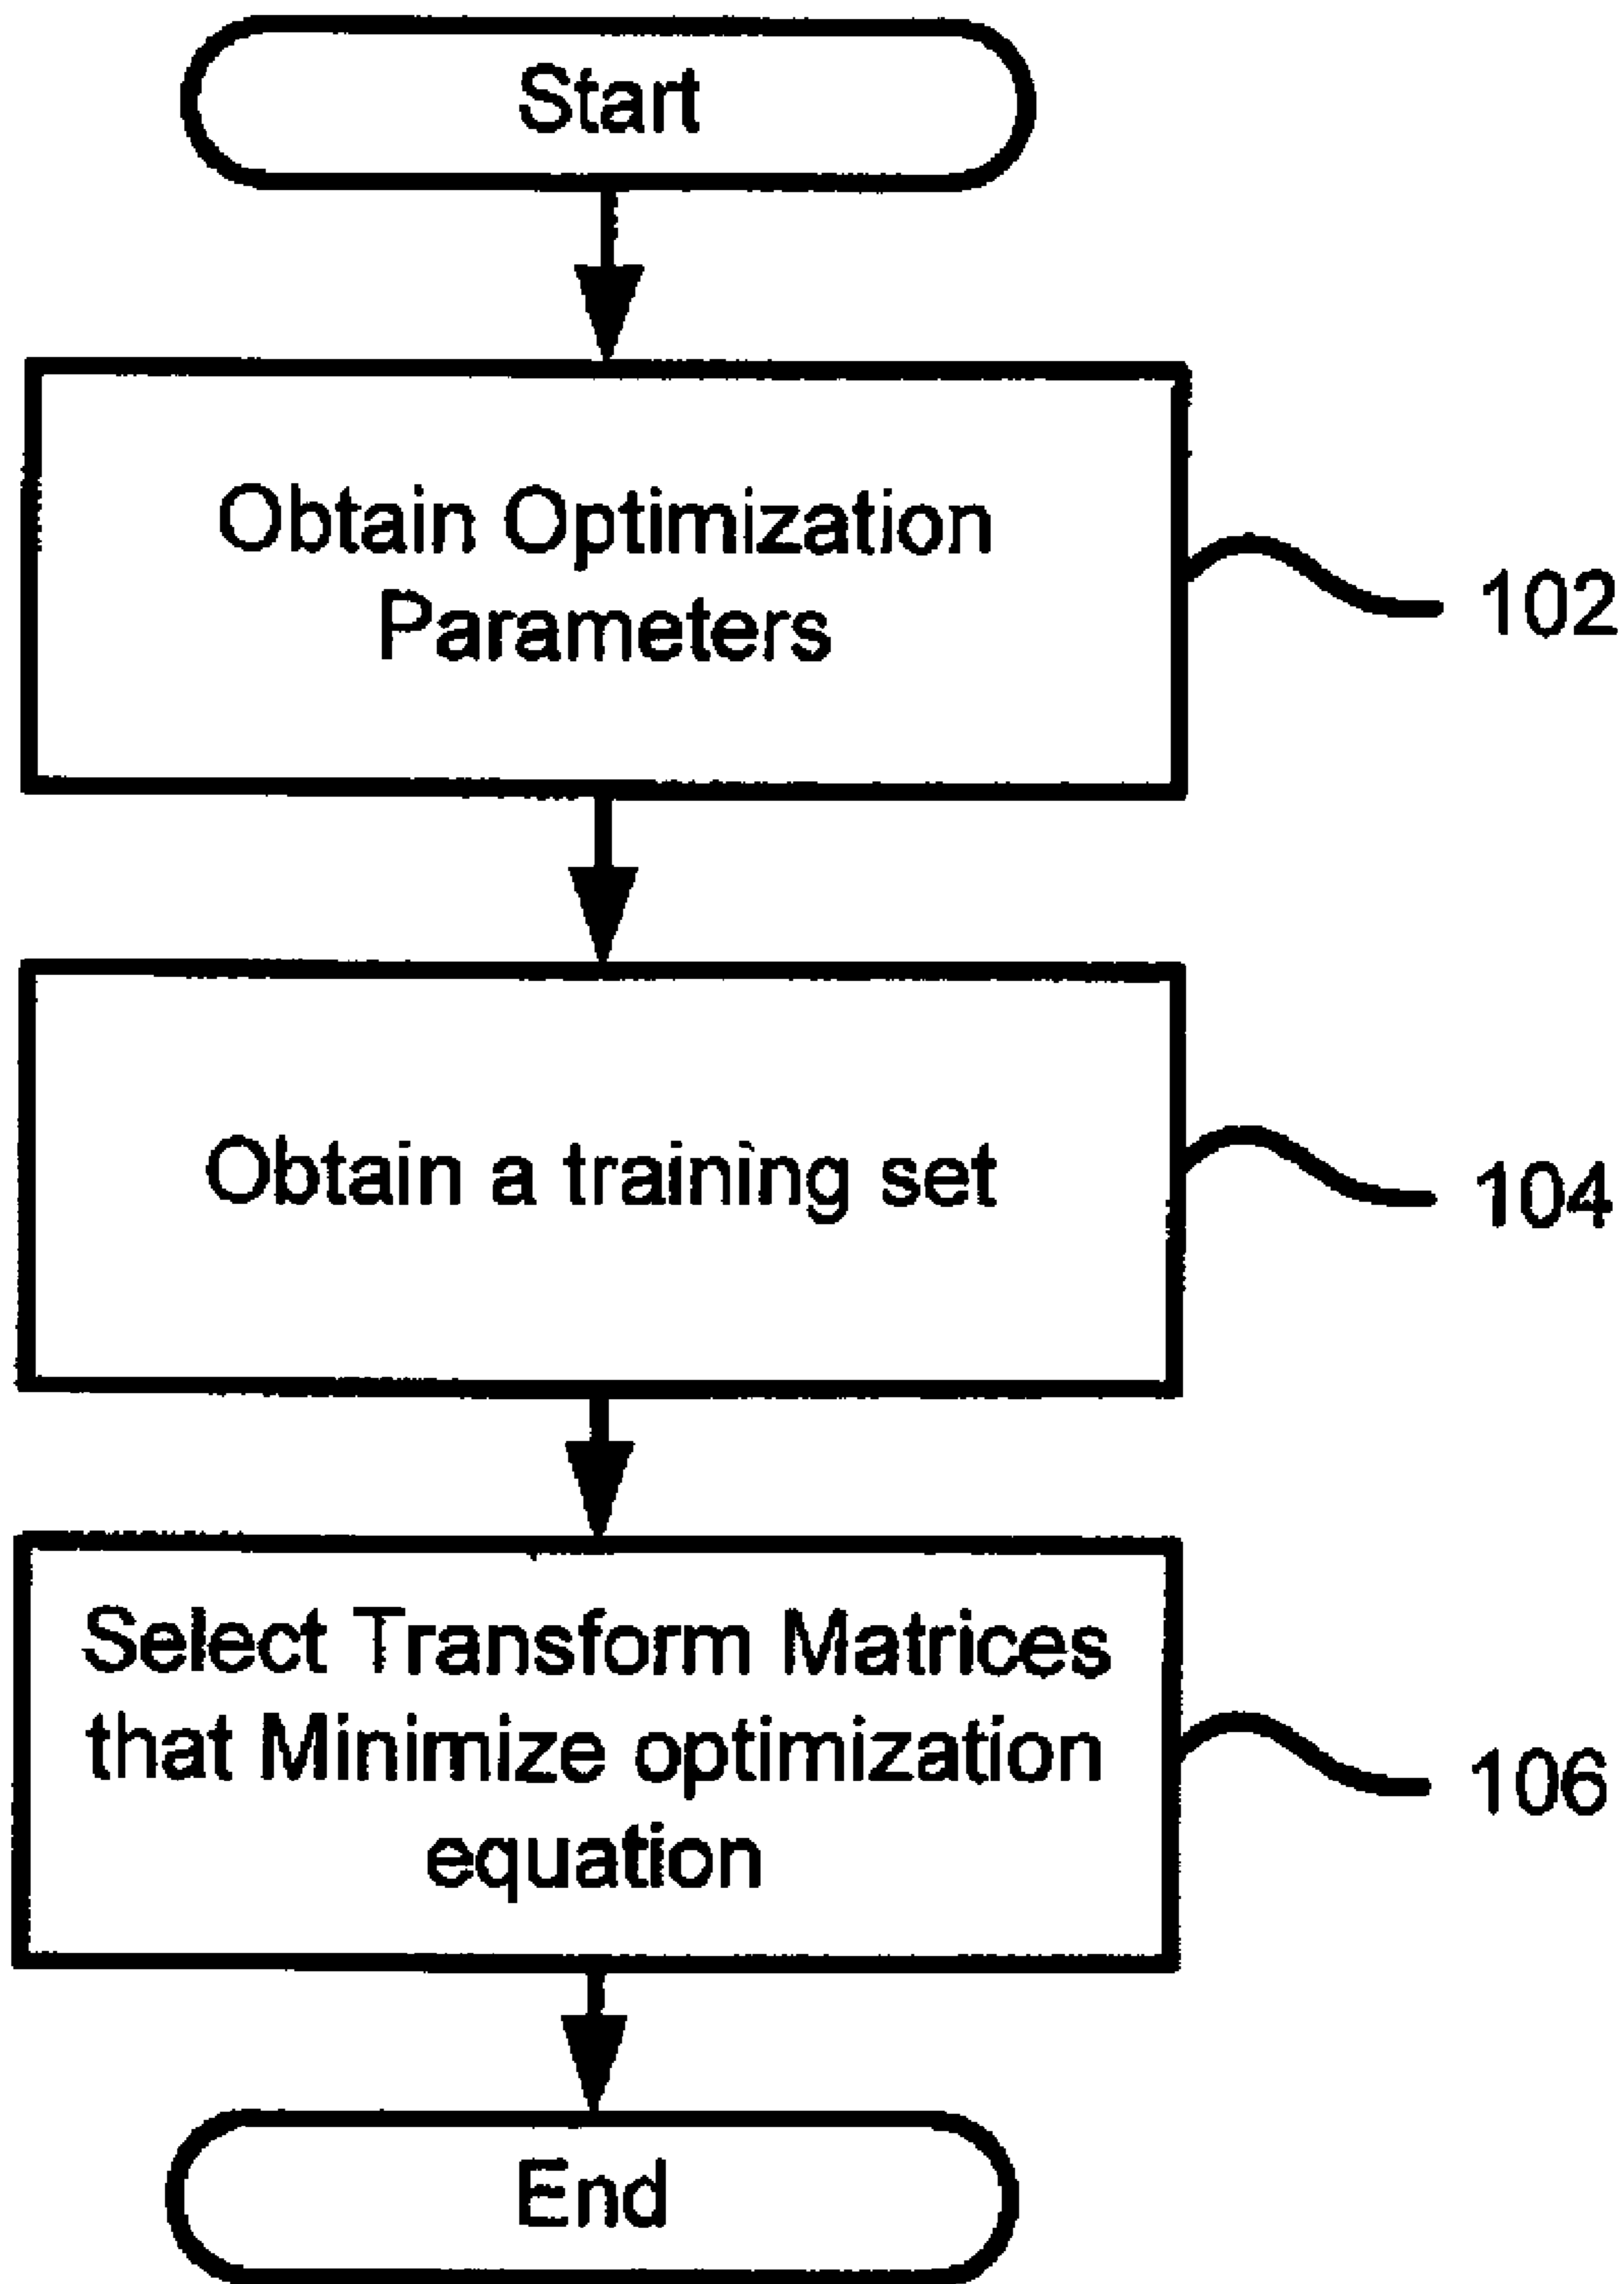 Start
Obtain Optimization
Parameters
102
Obtain a training set
104
Select Transform Matrices
that Minimize optimization
equation
106
End